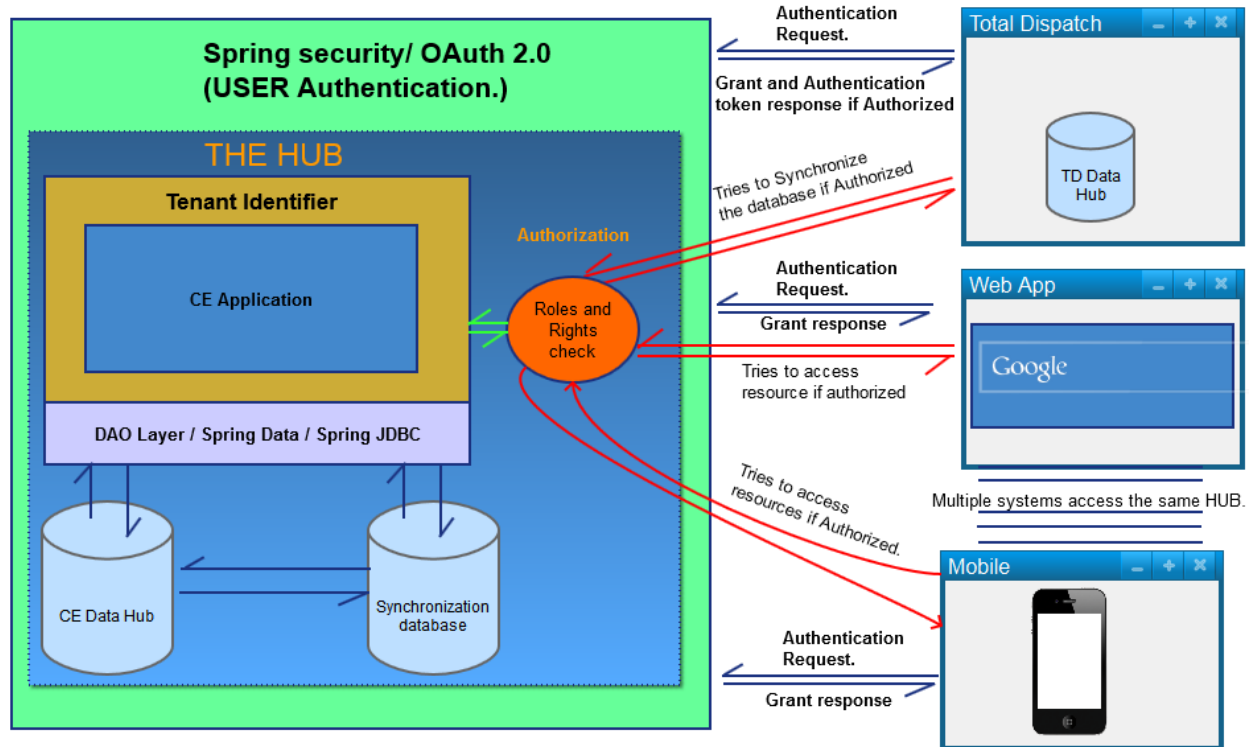 Spring security/ OAuth 2.0
(USER Authentication.)
THE HUB
Tenant Identifier
CE Application
DAO Layer / Spring Data / Spring JDBC
CE Data Hub
Synchronization
database
Authorization
Roles and
Rights
check
Authentication
Request.
Grant and Authentication
token response if Authorized
Total Dispatch
TD Data
Hub
Tries to Synchronize
the database if Authorized
Authentication
Request.
Grant response
Web App
Google
Tries to access
resource if authorized
Multiple systems access the same HUB.
Tries to access
resources if Authorized.
Mobile
Authentication
Request.
Grant response